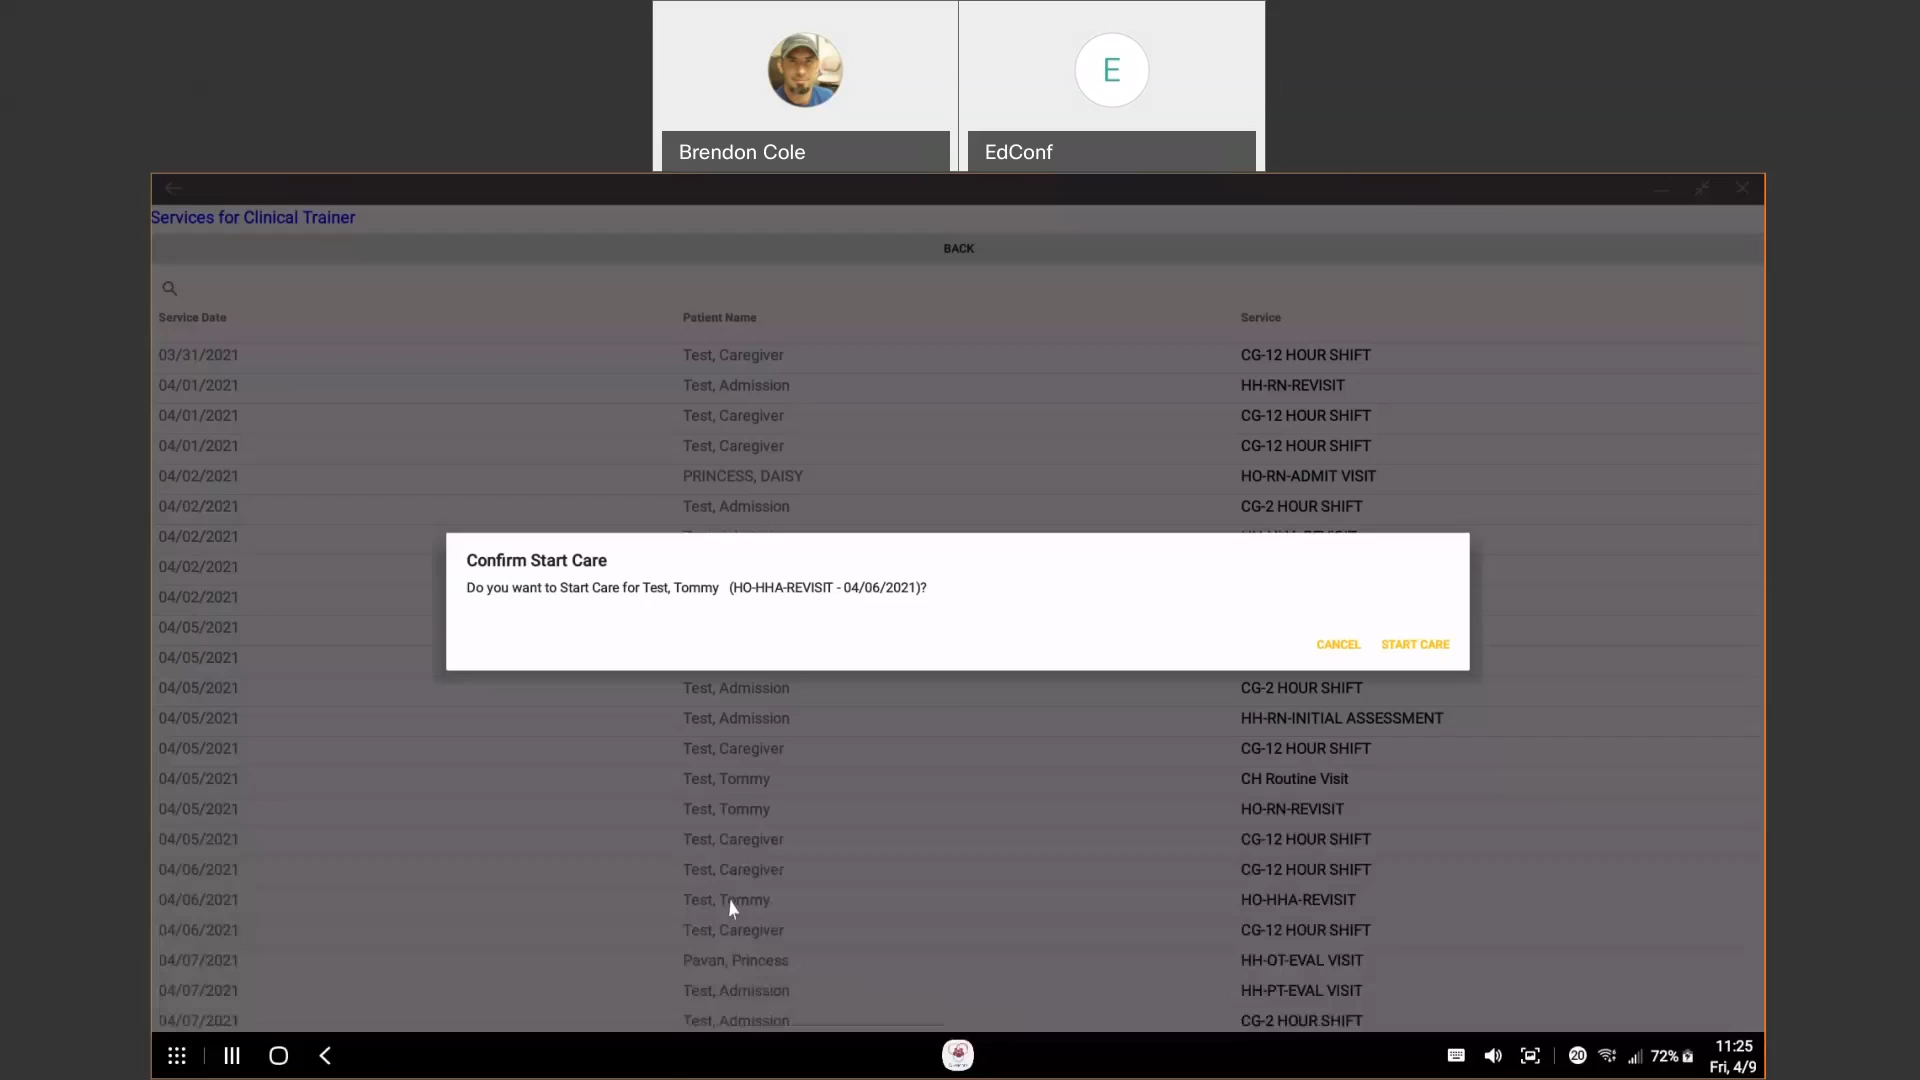 E
Brendon Cole
EdConf
Services for Clinical Trainer
BACK
Service Date Patient Name Service
03/31/2021 Test, Caregiver CG-12 HOUR SHIFT
04/01/2021 Test, Admission HH-RN-REVISIT
04/01/2021 Test, Caregiver CG-12 HOUR SHIFT
04/01/2021 Test, Caregiver CG-12 HOUR SHIFT
04/02/2021 PRINCESS, DAISY HO-RN-ADMIT VISIT
04/02/2021 Test, Admission CG-2 HOUR SHIFT
04/02/2021
04/02/2021
04/02/2021
04/05/2021
04/05/2021
Confirm Start Care
Do you want to Start Care for Test, Tommy (HO-HHA-REVISIT - 04/06/2021)?
CANCEL START CARE
04/05/2021 Test, Admission CG-2 HOUR SHIFT
04/05/2021 Test, Admission HH-RN-INITIAL ASSESSMENT
04/05/2021 Test, Caregiver CG-12 HOUR SHIFT
04/05/2021 Test, Tommy CH Routine Visit
04/05/2021 Test, Tommy HO-RN-REVISIT
04/05/2021 Test, Caregiver CG-12 HOUR SHIFT
04/06/2021 Test, Caregiver CG-12 HOUR SHIFT
04/06/2021 Test, Tommy HO-HHA-REVISIT
04/06/2021 Test, Caregiver CG-12 HOUR SHIFT
04/07/2021 Pavan, Princess HH-OT-EVAL VISIT
04/07/2021 Test, Admission HH-PT-EVAL VISIT
04/07/2021 Test, Admission CG-2 HOUR SHIFT
20 72% 11:25
Fri, 4/9